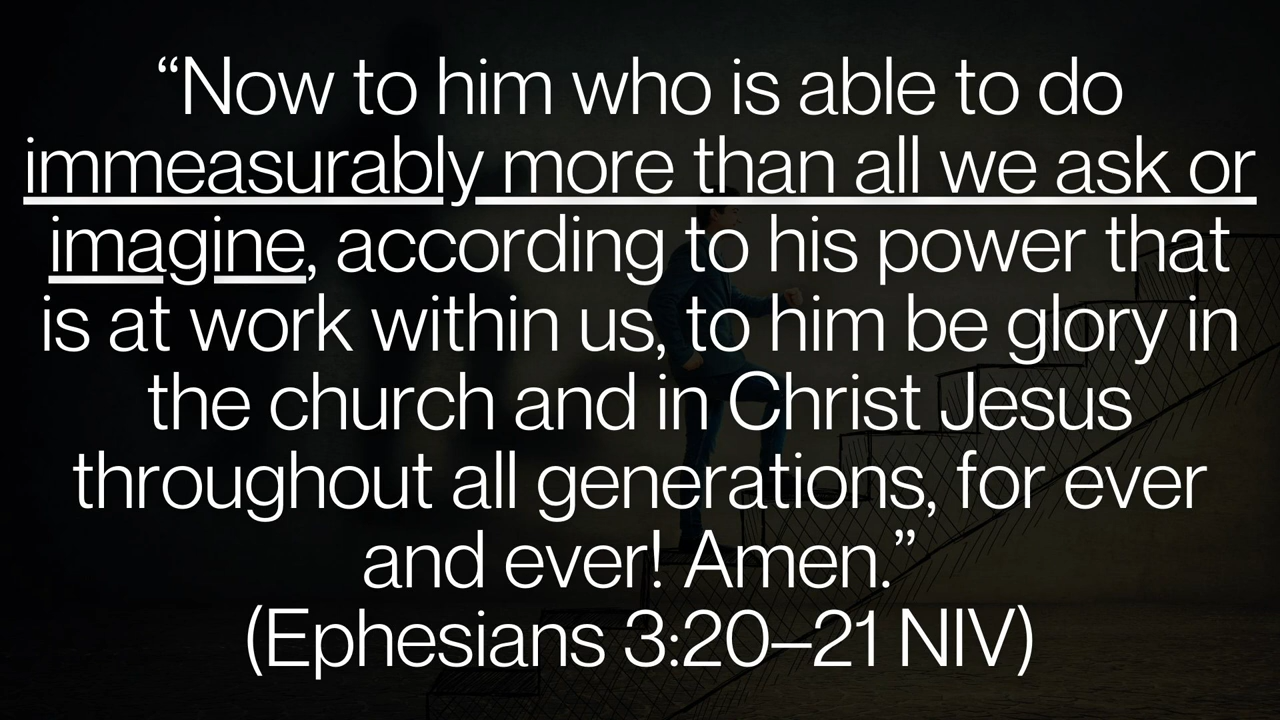 “Now to him who is able to do
immeasurably more than all we ask or
imagine, according to his power that
is at work within us, to him be glory in
the church and in Christ Jesus
throughout all generations, for ever
and ever! Amen.”
(Ephesians 3:20–21 NIV)